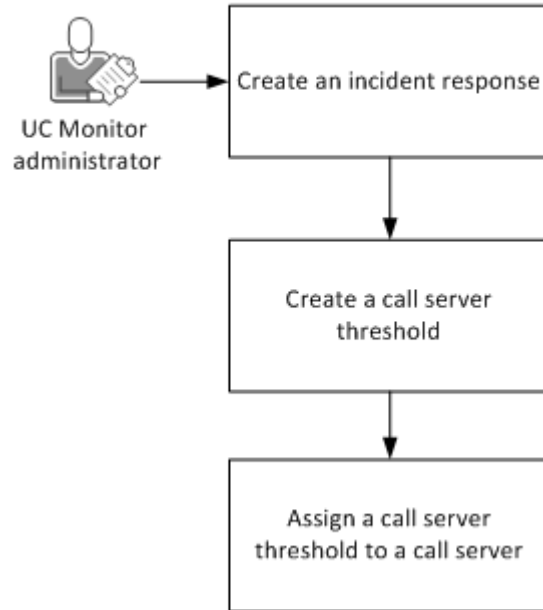 UC Monitor
administrator
Create an incident response
Create a call server
threshold
Assign a call server
threshold to a call server